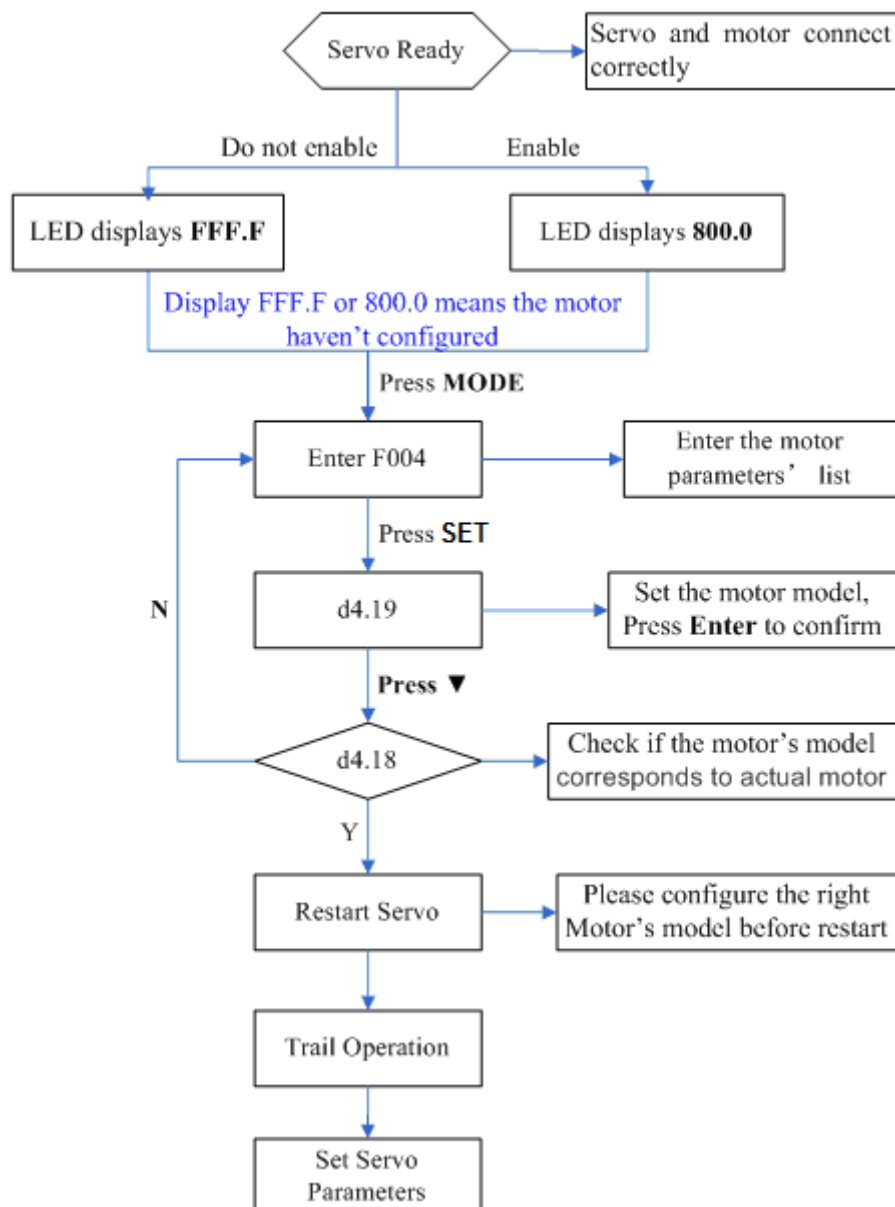 Servo Ready
Servo and motor connect
correctly
Do not enable
Enable
LED displays FFF.F
LED displays 800.0
Display FFF.F or 800.0 means the motor
haven't configured
Press MODE
Enter F004
Enter the motor
parameters’ list
Press SET
N
d4.19
Set the motor model,
Press Enter to confirm
Press ▼
d4.18
Check if the motor's model
corresponds to actual motor
Y
Restart Servo
Please configure the right
Motor's model before restart
Trail Operation
Set Servo
Parameters